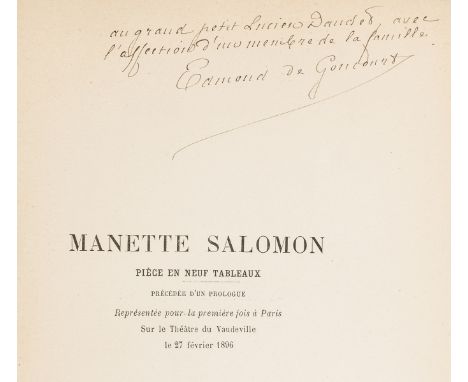 au grand petit Lucien Daudet, avec
l'affection d'un membre de la famille.
Edmond de Goncourt
MANETTE SALOMON
PIÈCE EN NEUF TABLEAUX
PRÉCÉDÉE D'UN PROLOGUE
Représentée pour la première fois à Paris
Sur le Théâtre du Vaudeville
le 27 février 1896